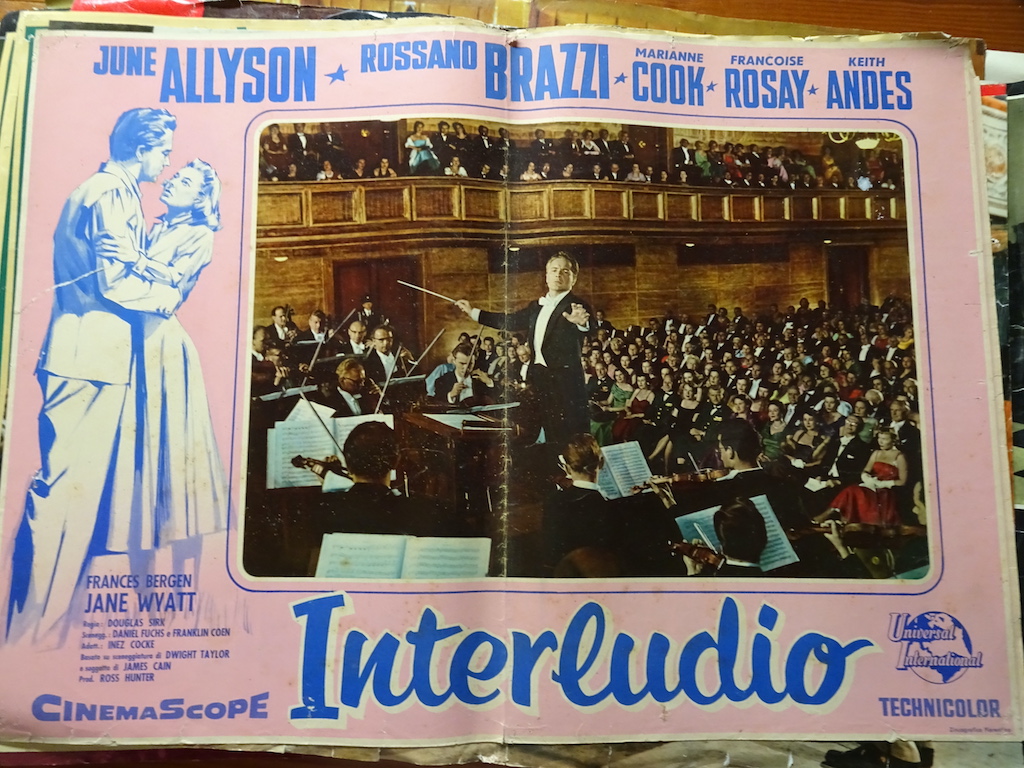 JUNE ALLYSON ★ ROSSANO BRAZZI ★ MARIANNE COOK ★ FRANCOISE ROSAY ★ KEITH ANDES
FRANCES BERGEN
JANE WYATT
Regia: DOUGLAS SIRK
Scenegg.: DANIEL FUCHS e FRANKLIN COEN
Adatt.: INEZ COCKE
Basato su sceneggiatura di DWIGHT TAYLOR
e soggetto di JAMES CAIN
Prod. ROSS HUNTER
CINEMASCOPE
Interludio
Universal
International
TECHNICOLOR